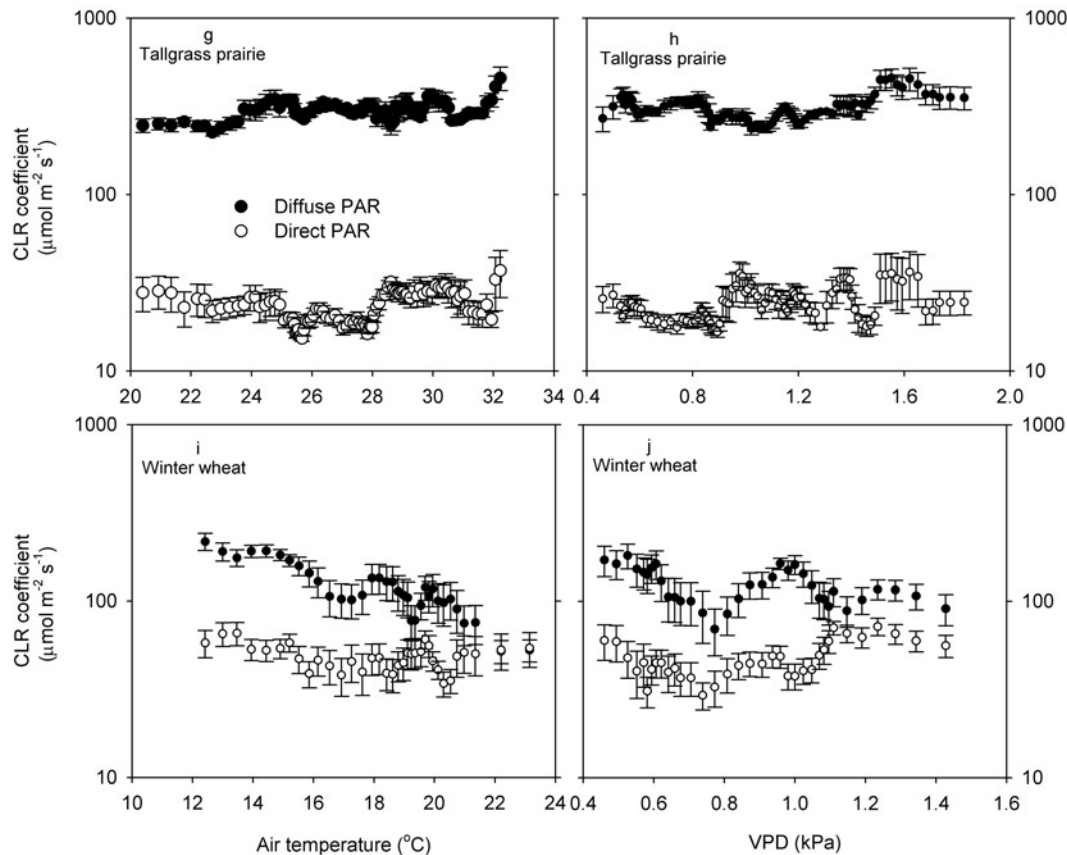 1000
g
Tallgrass prairie
h
Tallgrass prairie
1000
CLR coefficient
(μmol m⁻² s⁻¹)
100
100
Diffuse PAR
Direct PAR
10
10
20 22 24 26 28 30 32 34
0.4 0.8 1.2 1.6 2.0
1000
i
Winter wheat
j
Winter wheat
1000
CLR coefficient
(μmol m⁻² s⁻¹)
100
100
10
10
10 12 14 16 18 20 22 24
0.4 0.6 0.8 1.0 1.2 1.4 1.6
Air temperature (°C)
VPD (kPa)